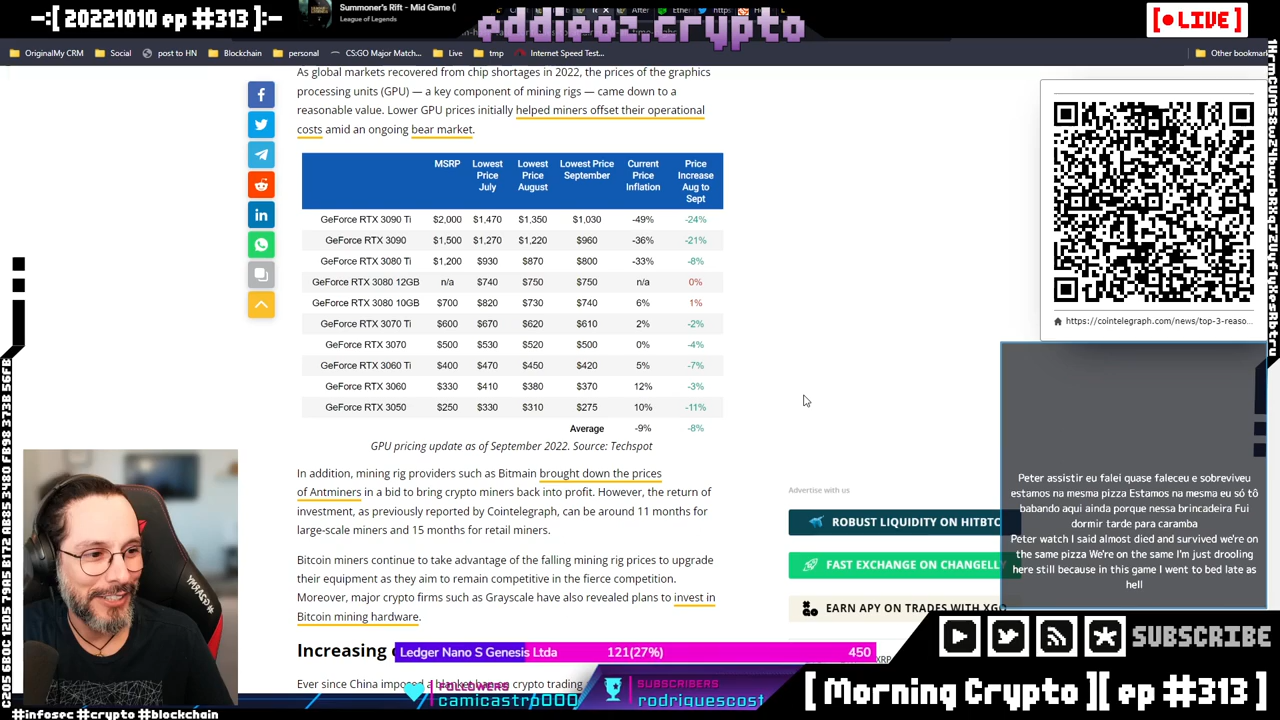 -:[ 20221010 ep #313 ]:-
Summoner's Rift - Mid Game (
League of Legends
eddieoz.crypto
[ LIVE ]
OriginalMy CRM
Social
post to HN
Blockchain
personal
CS:GO Major Match...
Live
tmp
Internet Speed Test...
Other bookmar
As global markets recovered from chip shortages in 2022, the prices of the graphics
processing units (GPU) — a key component of mining rigs — came down to a
reasonable value. Lower GPU prices initially helped miners offset their operational
costs amid an ongoing bear market.
MSRP Lowest Price July Lowest Price August Lowest Price September Current Price Inflation Price Increase Aug to Sept
GeForce RTX 3090 Ti $2,000 $1,470 $1,350 $1,030 -49% -24%
GeForce RTX 3090 $1,500 $1,270 $1,220 $960 -36% -21%
GeForce RTX 3080 Ti $1,200 $930 $870 $800 -33% -8%
GeForce RTX 3080 12GB n/a $740 $750 $750 n/a 0%
GeForce RTX 3080 10GB $700 $820 $730 $740 6% 1%
GeForce RTX 3070 Ti $600 $670 $620 $610 2% -2%
GeForce RTX 3070 $500 $530 $520 $500 0% -4%
GeForce RTX 3060 Ti $400 $470 $450 $420 5% -7%
GeForce RTX 3060 $330 $410 $380 $370 12% -3%
GeForce RTX 3050 $250 $330 $310 $275 10% -11%
Average -9% -8%
GPU pricing update as of September 2022. Source: Techspot
In addition, mining rig providers such as Bitmain brought down the prices
of Antminers in a bid to bring crypto miners back into profit. However, the return of
investment, as previously reported by Cointelegraph, can be around 11 months for
large-scale miners and 15 months for retail miners.
Bitcoin miners continue to take advantage of the falling mining rig prices to upgrade
their equipment as they aim to remain competitive in the fierce competition.
Moreover, major crypto firms such as Grayscale have also revealed plans to invest in
Bitcoin mining hardware.
Increasing
Ever since China imposed a blanket ban on crypto trading
https://cointelegraph.com/news/top-3-reaso...
Advertise with us
ROBUST LIQUIDITY ON HITBTC
FAST EXCHANGE ON CHANGELLY
EARN APY ON TRADES WITH XGO
Peter assistir eu falei quase faleceu e sobreviveu
estamos na mesma pizza Estamos na mesma eu só tô
babando aqui ainda porque nessa brincadeira Fui
dormir tarde para caramba
Peter watch I said almost died and survived we're on
the same pizza We're on the same I'm just drooling
here still because in this game I went to bed late as
hell
Ledger Nano S Genesis Ltda 121(27%) 450
FOLLOWERS
camicastrp000
SUBSCRIBERS
rodriguescost
SUBSCRIBE
[ Morning Crypto ][ ep #313 ]
#infosec #crypto #blockchain